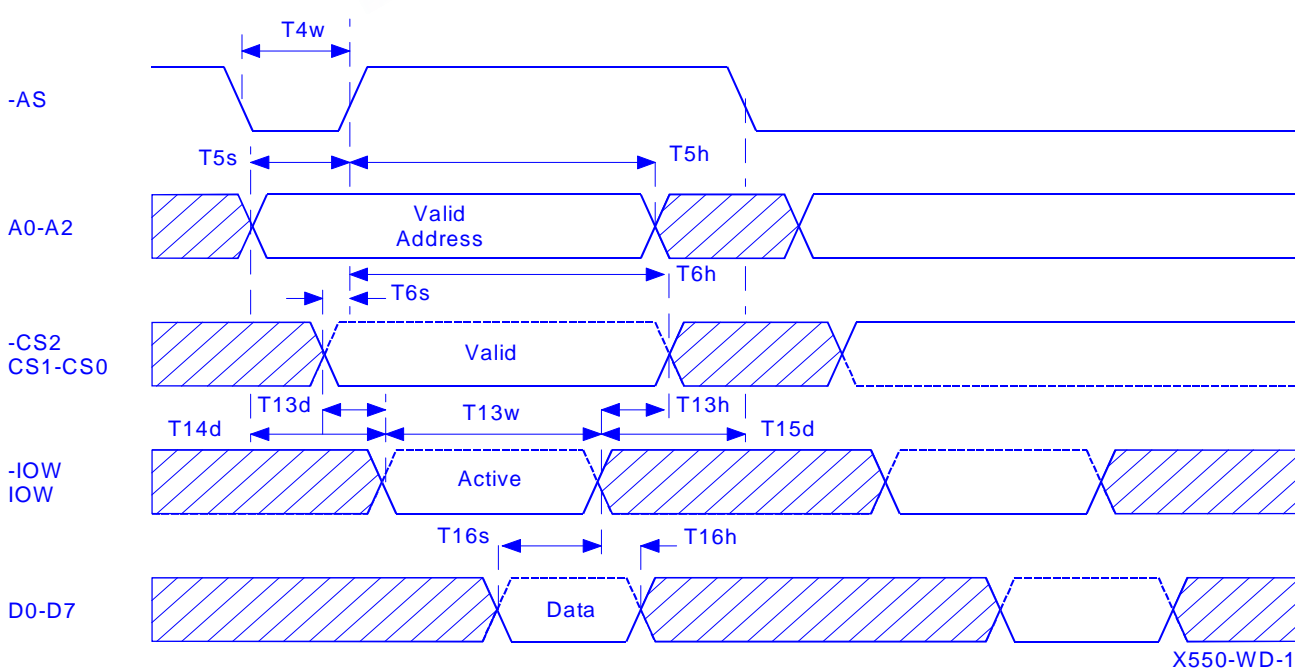 T4w
-AS
T5s
T5h
A0-A2
Valid
Address
T6h
T6s
-CS2
CS1-CS0
Valid
T13d
T13w
T13h
T14d
T15d
-IOW
IOW
Active
T16s
T16h
D0-D7
Data
X550-WD-1